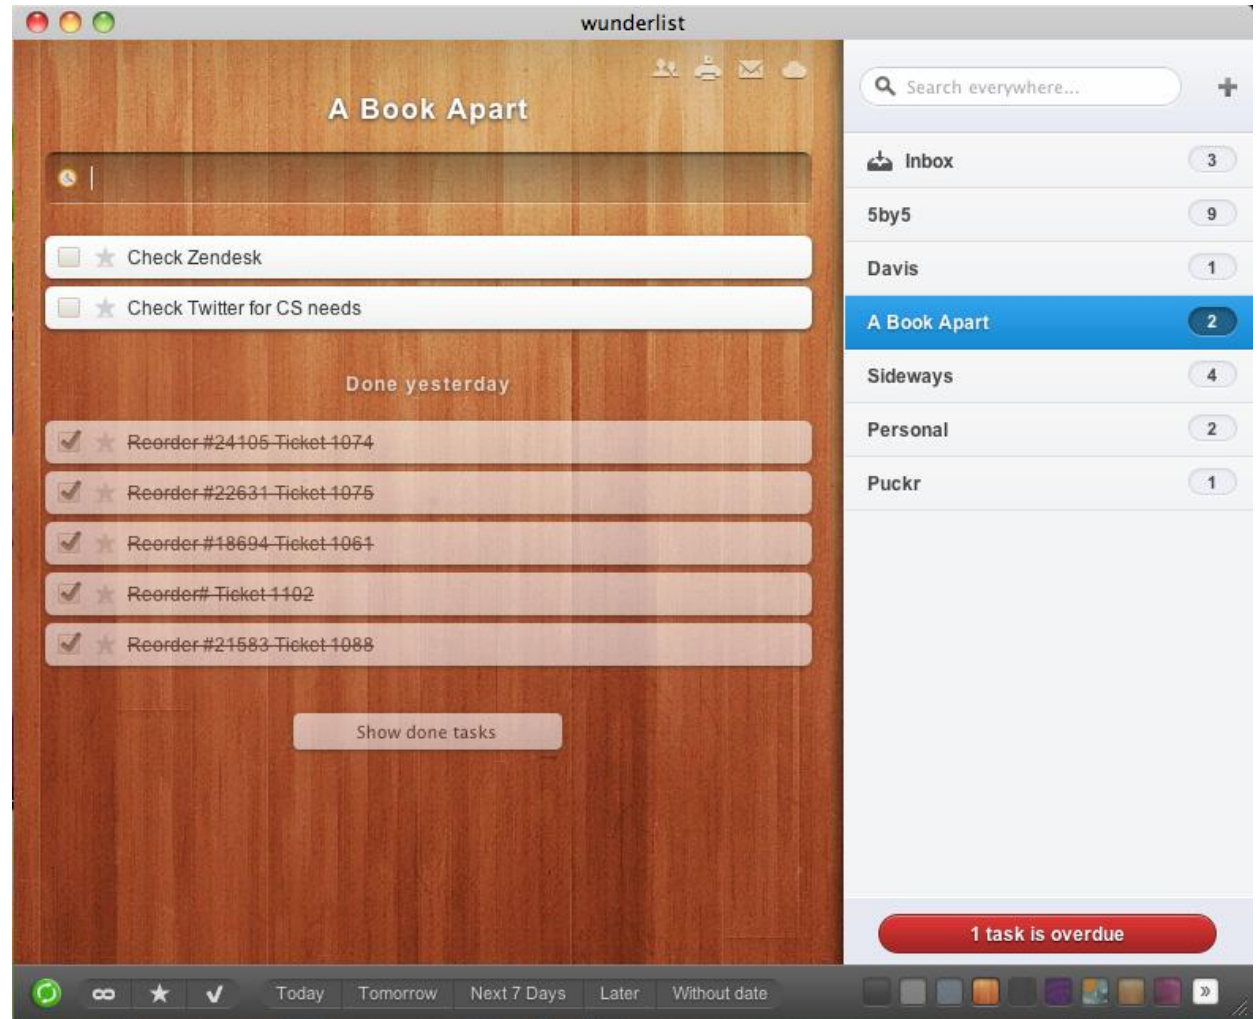 wunderlist
A Book Apart
Check Zendesk
Check Twitter for CS needs
Done yesterday
Reorder #24105 Ticket 1074
Reorder #22631 Ticket 1075
Reorder #18694 Ticket 1061
Reorder# Ticket 1102
Reorder #21583 Ticket 1088
Show done tasks
Search everywhere...
Inbox 3
5by5 9
Davis 1
A Book Apart 2
Sideways 4
Personal 2
Puckr 1
1 task is overdue
Today Tomorrow Next 7 Days Later Without date